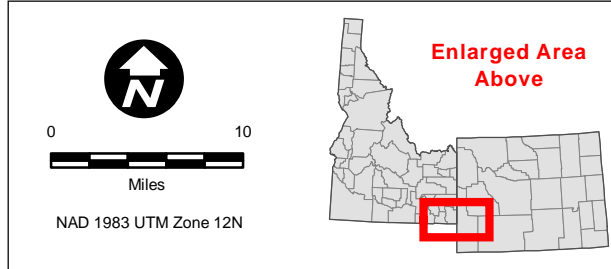 N
0 10
Miles
NAD 1983 UTM Zone 12N
Enlarged Area
Above